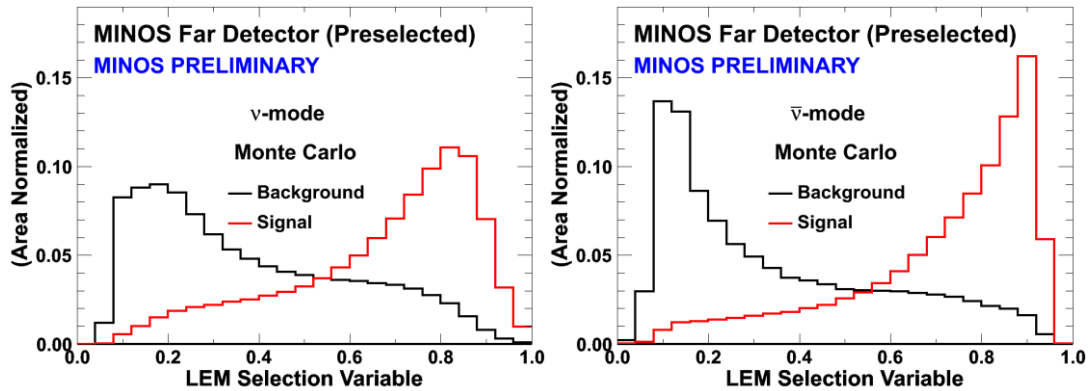 MINOS Far Detector (Preselected)
MINOS PRELIMINARY
ν-mode
Monte Carlo
Background
Signal
(Area Normalized)
0.15
0.10
0.05
0.00
0.0 0.2 0.4 0.6 0.8 1.0
LEM Selection Variable
MINOS Far Detector (Preselected)
MINOS PRELIMINARY
ν̅-mode
Monte Carlo
Background
Signal
(Area Normalized)
0.15
0.10
0.05
0.00
0.0 0.2 0.4 0.6 0.8 1.0
LEM Selection Variable